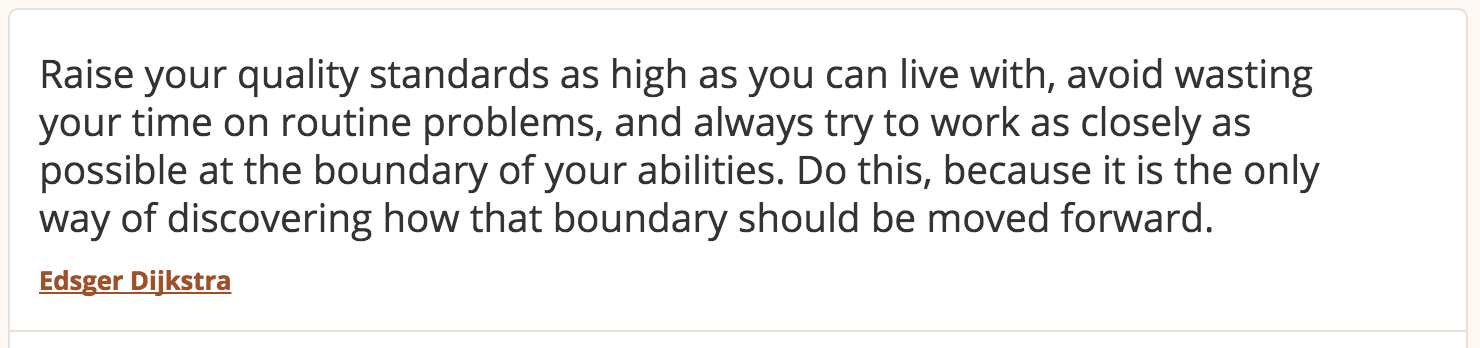 Raise your quality standards as high as you can live with, avoid wasting
your time on routine problems, and always try to work as closely as
possible at the boundary of your abilities. Do this, because it is the only
way of discovering how that boundary should be moved forward.
Edsger Dijkstra